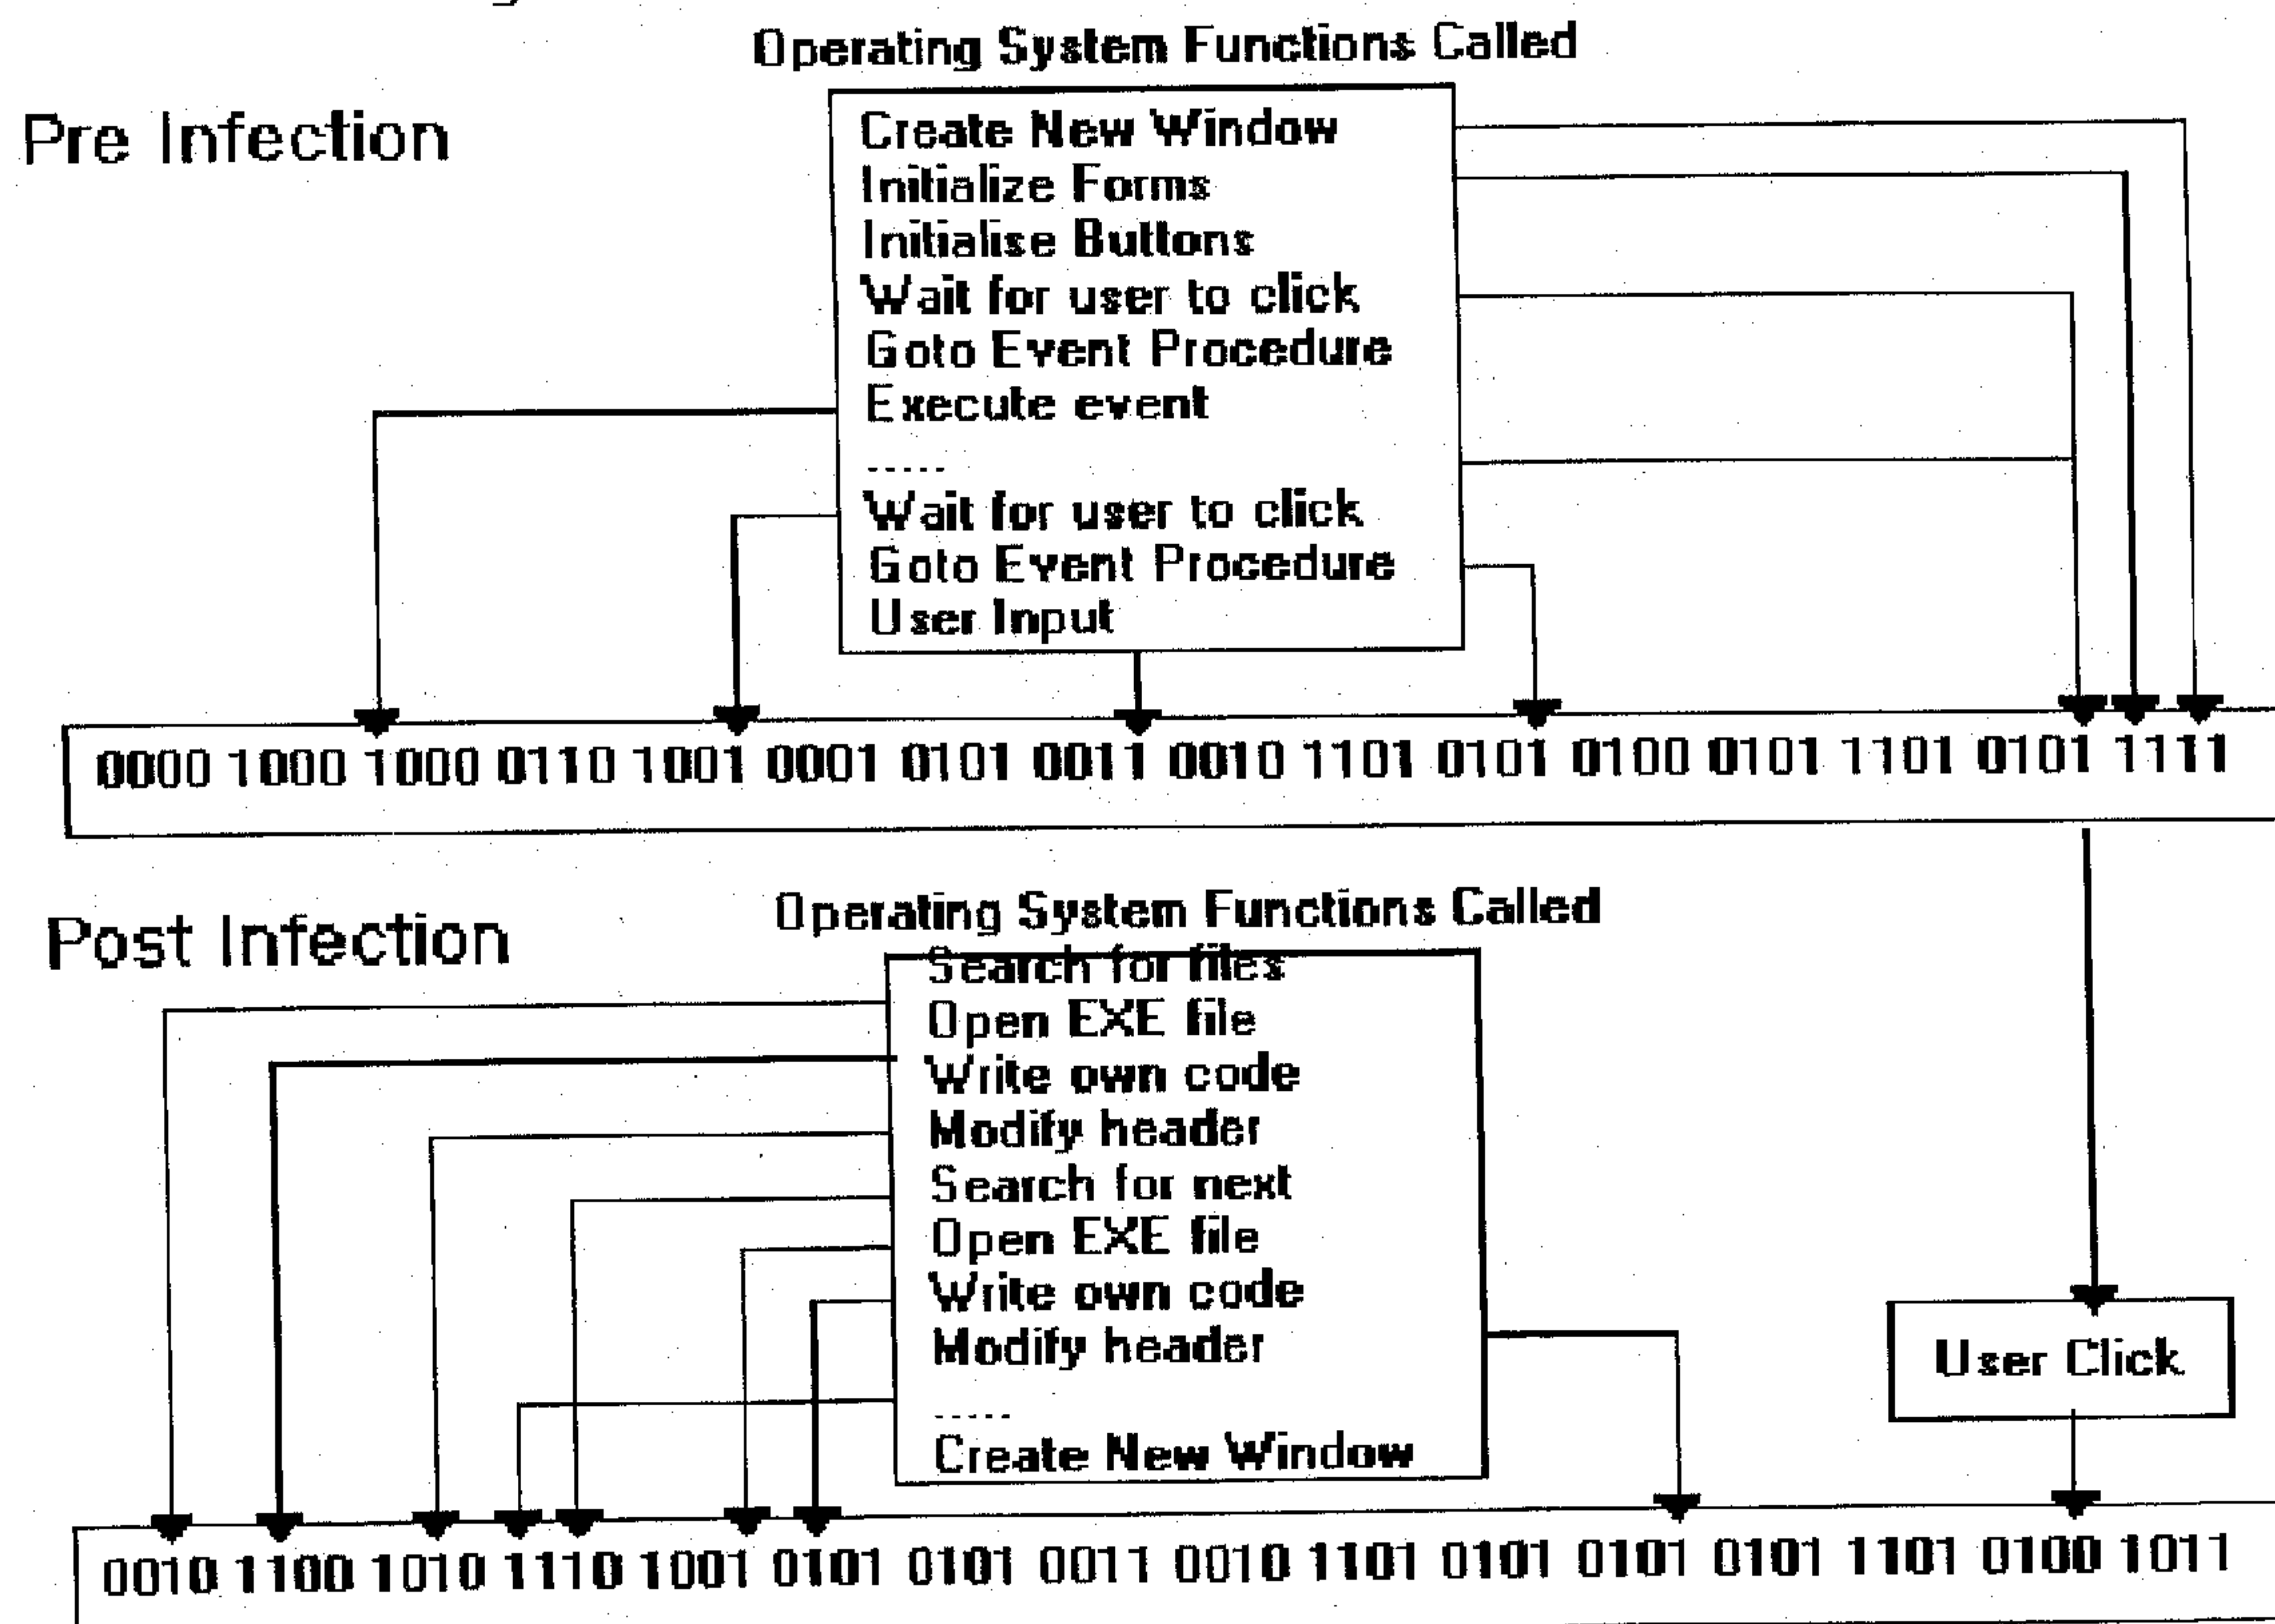 Operating System Functions Called
Pre Infection
Create New Window
Initialize Forms
Initialise Buttons
Wait for user to click
Goto Event Procedure
Execute event
.....
Wait for user to click
Goto Event Procedure
User Input
0000 1000 1000 0110 1001 0001 0101 0011 0010 1101 0101 0100 0101 1101 0101 1111
Operating System Functions Called
Post Infection
Search for files
Open EXE file
Write own code
Modify header
Search for next
Open EXE file
Write own code
Modify header
.....
Create New Window
User Click
0010 1100 1010 1110 1001 0101 0101 0011 0010 1101 0101 0101 0101 1101 0100 1011